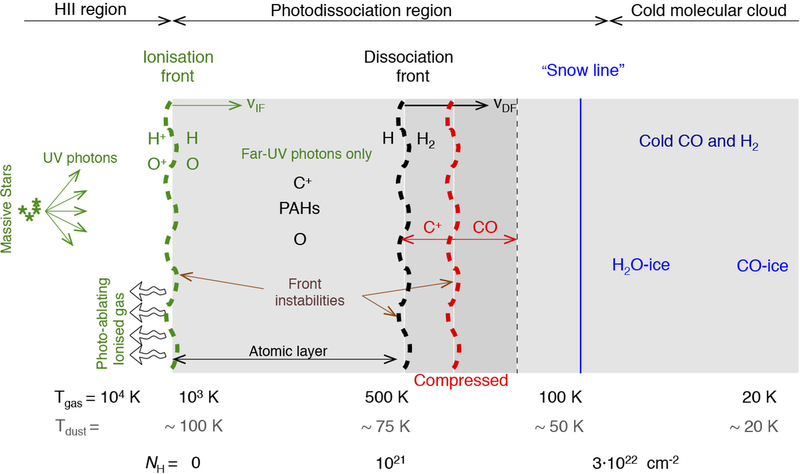 HII region
Photodissociation region
Cold molecular cloud
Ionisation
front
Dissociation
front
“Snow line”
V_IF
V_DF
H⁺ H
O⁺ O
H H₂
UV photons
Massive Stars
Far-UV photons only
C⁺
PAHs
O
C⁺ CO
Cold CO and H₂
H₂O-ice
CO-ice
Front
instabilities
Photo-ablating
Ionised gas
Atomic layer
Compressed
T_gas = 10⁴ K 10³ K 500 K 100 K 20 K
T_dust = ~ 100 K ~ 75 K ~ 50 K ~ 20 K
N_H = 0 10²¹ 3·10²² cm⁻²